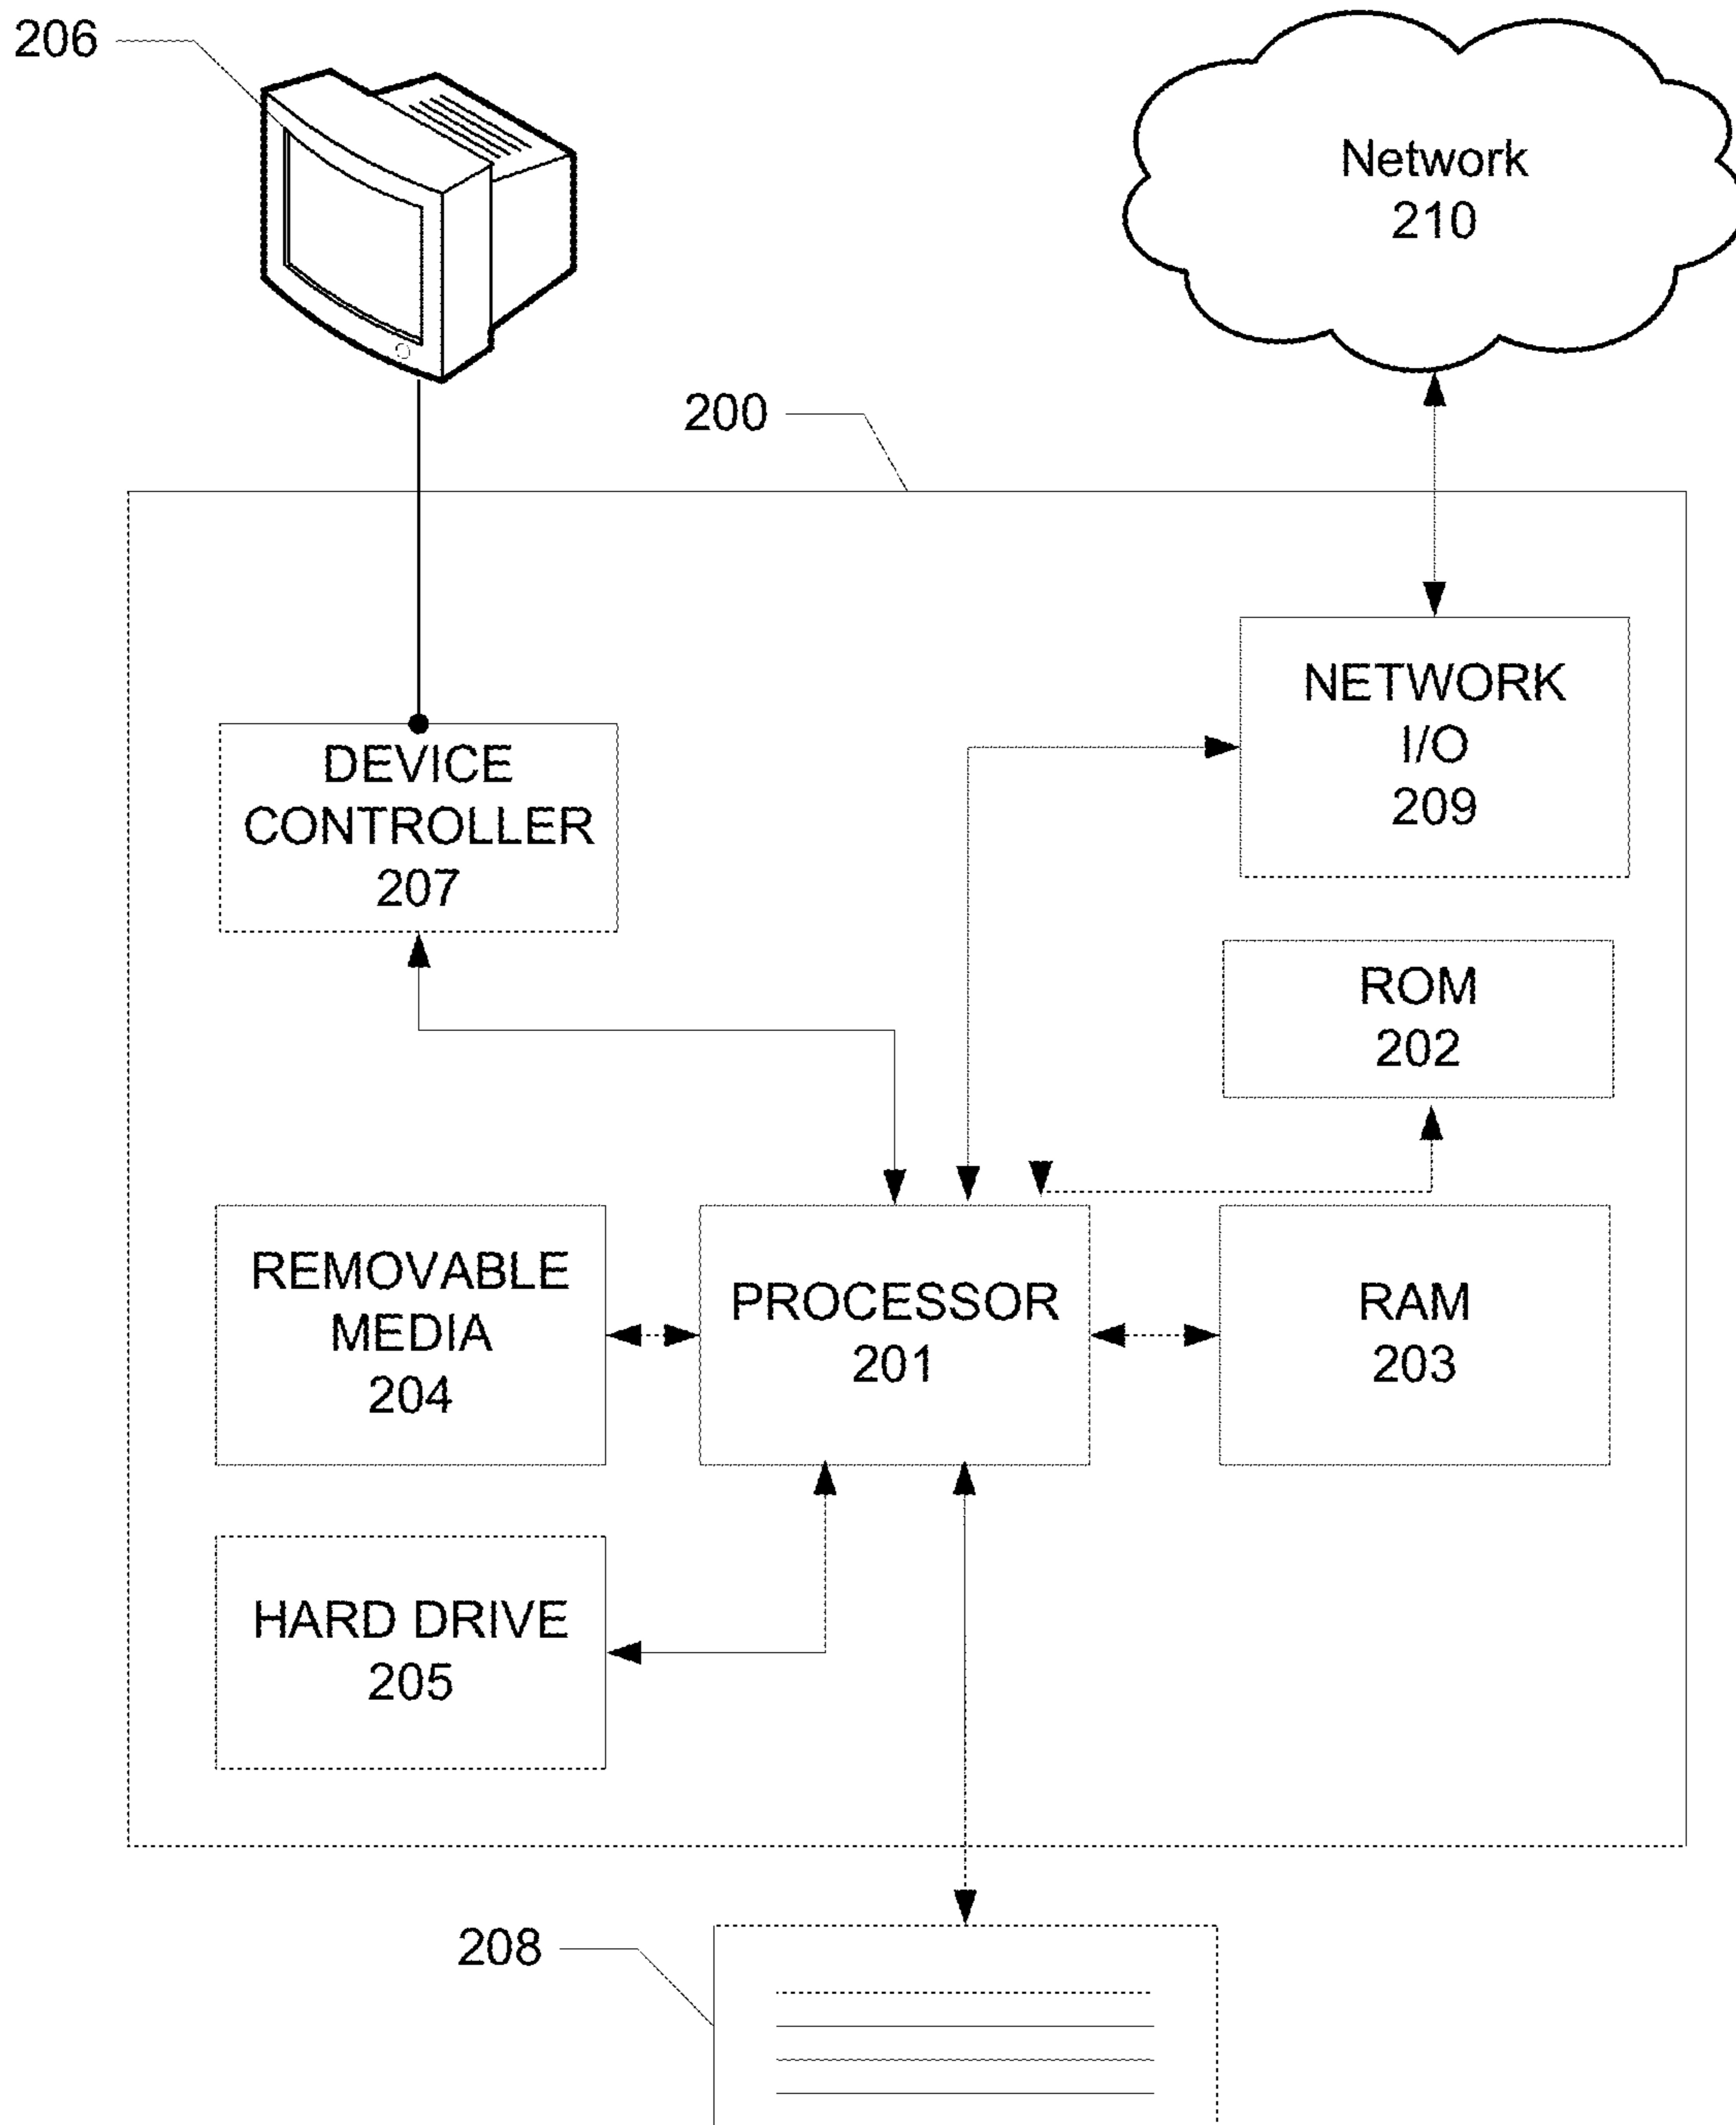 206
Network
210
200
NETWORK
I/O
209
DEVICE
CONTROLLER
207
ROM
202
REMOVABLE
MEDIA
204
PROCESSOR
201
RAM
203
HARD DRIVE
205
208